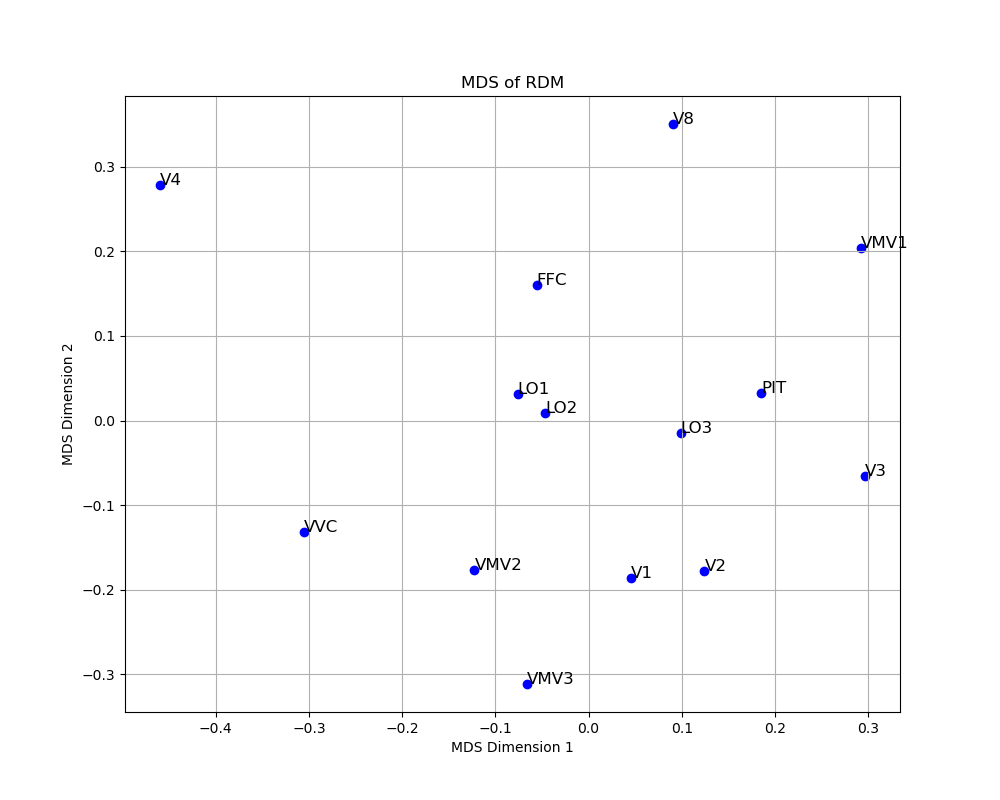 MDS of RDM
V8
0.3
V4
VMV1
0.2
FFC
0.1
LO1
PIT
LO2
0.0
LO3
V3
−0.1
VVC
VMV2
V1
V2
−0.2
VMV3
−0.3
MDS Dimension 2
−0.4 −0.3 −0.2 −0.1 0.0 0.1 0.2 0.3
MDS Dimension 1